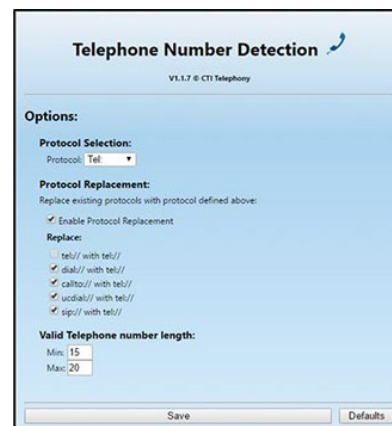 Telephone Number Detection
V1.1.7 © CTI Telephony
Options:
Protocol Selection:
Protocol: Tel:
Protocol Replacement:
Replace existing protocols with protocol defined above:
Enable Protocol Replacement
Replace:
tel:// with tel://
dial:// with tel://
callto:// with tel://
ucdial:// with tel://
sip:// with tel://
Valid Telephone number length:
Min: 15
Max: 20
Save Defaults